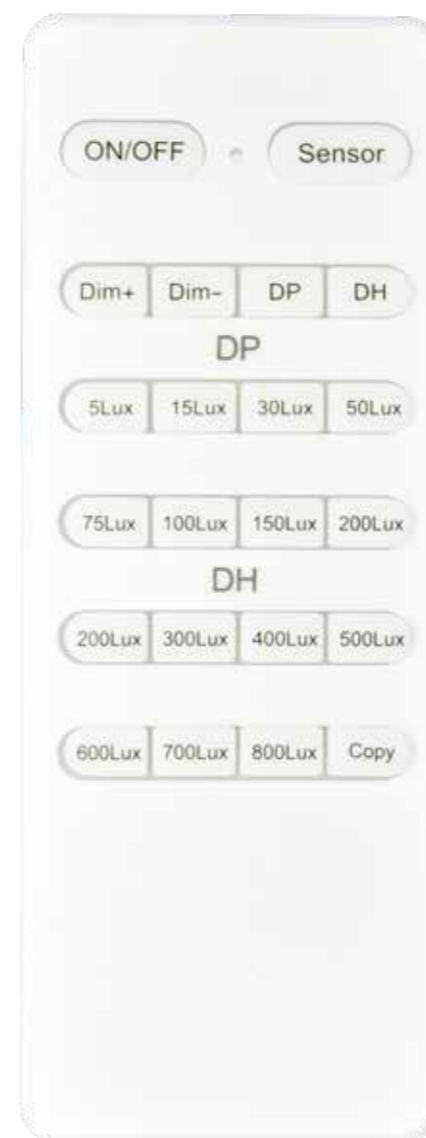 ON/OFF Sensor
Dim+ Dim- DP DH
DP
5Lux 15Lux 30Lux 50Lux
75Lux 100Lux 150Lux 200Lux
DH
200Lux 300Lux 400Lux 500Lux
600Lux 700Lux 800Lux Copy